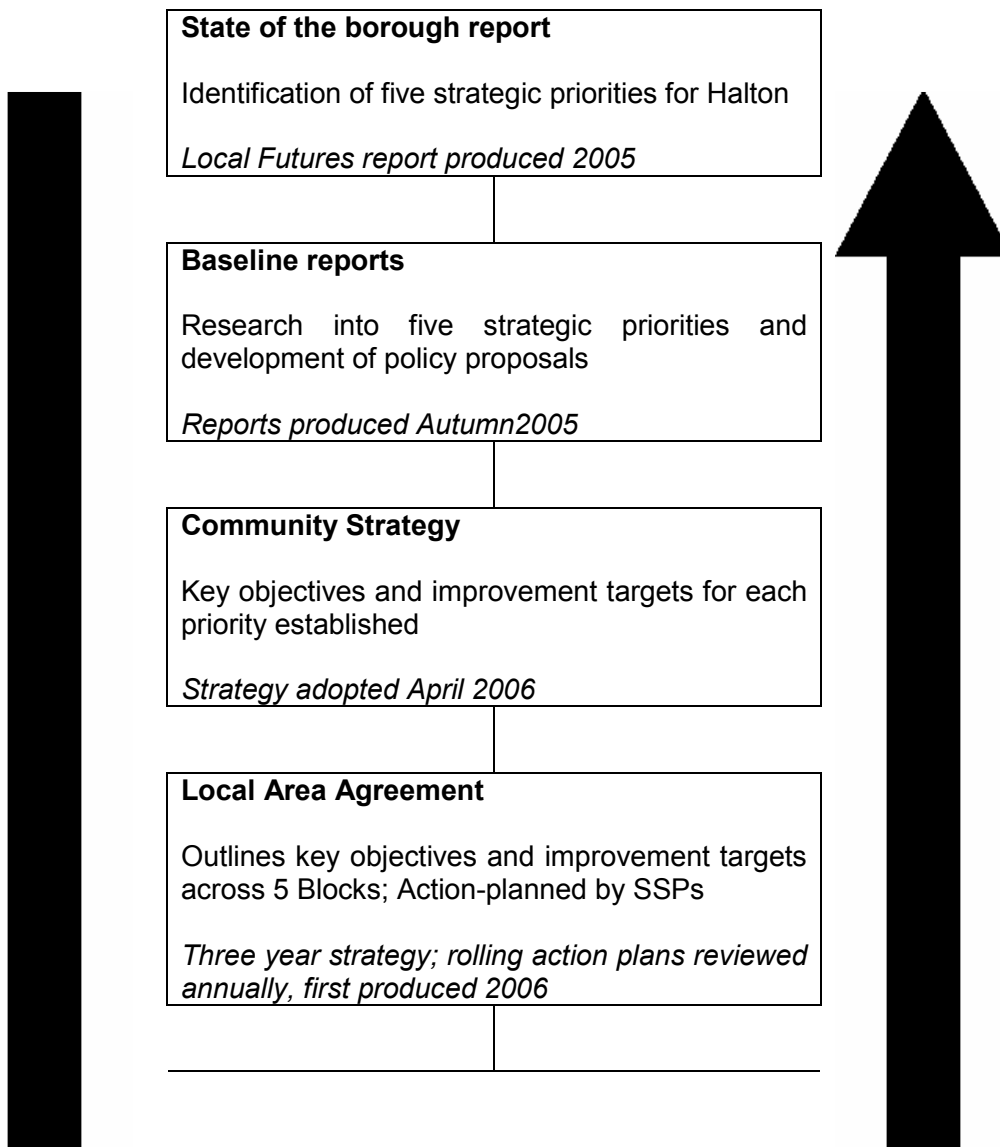 State of the borough report
Identification of five strategic priorities for Halton
Local Futures report produced 2005
Baseline reports
Research into five strategic priorities and
development of policy proposals
Reports produced Autumn2005
Community Strategy
Key objectives and improvement targets for each
priority established
Strategy adopted April 2006
Local Area Agreement
Outlines key objectives and improvement targets
across 5 Blocks; Action-planned by SSPs
Three year strategy; rolling action plans reviewed
annually, first produced 2006